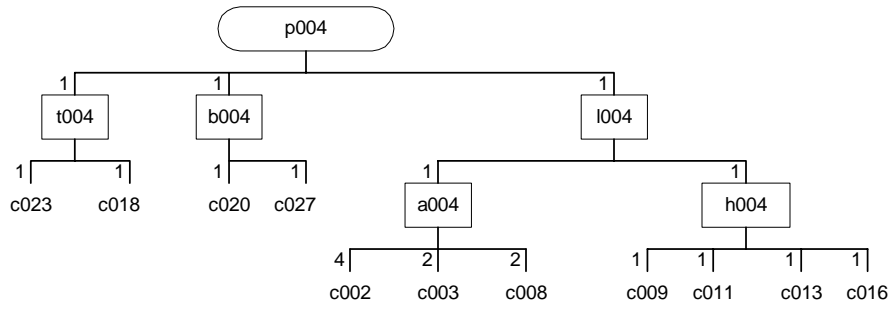 p004
1 1 1
t004 b004 l004
1 1 1 1 1 1
c023 c018 c020 c027 a004 h004
4 2 2 1 1 1 1
c002 c003 c008 c009 c011 c013 c016